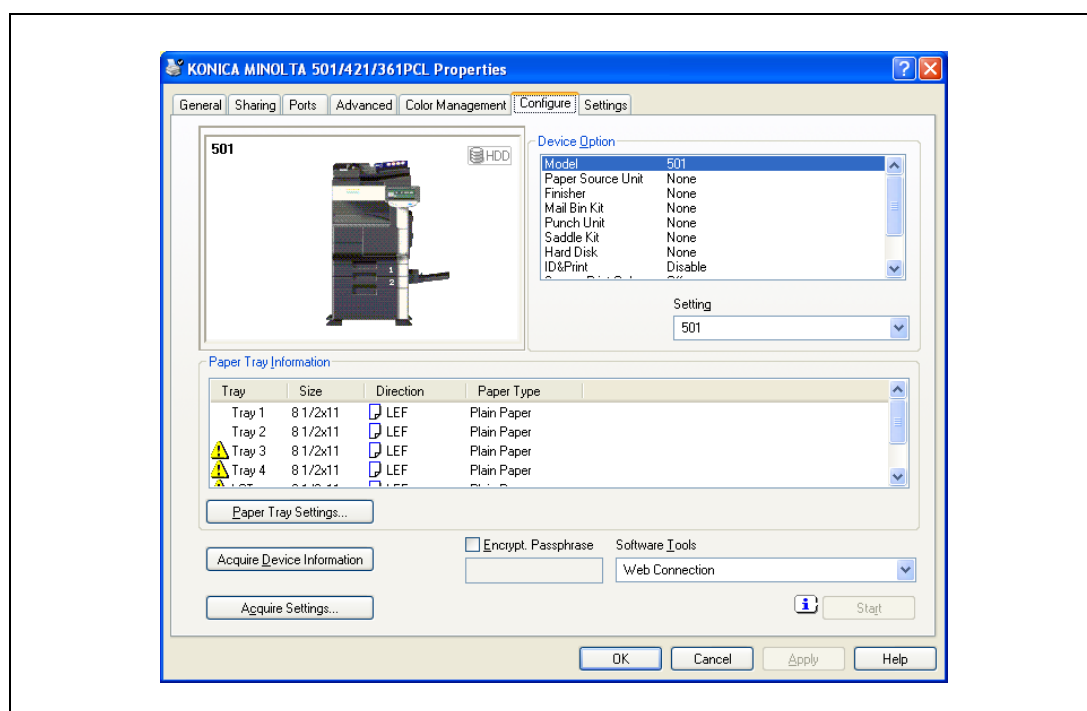 KONICA MINOLTA 501/421/361PCL Properties
General Sharing Ports Advanced Color Management Configure Settings
501
HDD
1
2
Device Option
Model 501
Paper Source Unit None
Finisher None
Mail Bin Kit None
Punch Unit None
Saddle Kit None
Hard Disk None
ID&Print Disable
Setting
501
Paper Tray Information
Tray Size Direction Paper Type
Tray 1 8 1/2x11 LEF Plain Paper
Tray 2 8 1/2x11 LEF Plain Paper
Tray 3 8 1/2x11 LEF Plain Paper
Tray 4 8 1/2x11 LEF Plain Paper
Paper Tray Settings...
Acquire Device Information
Encrypt. Passphrase
Software Tools
Web Connection
Acquire Settings...
Start
OK Cancel Apply Help